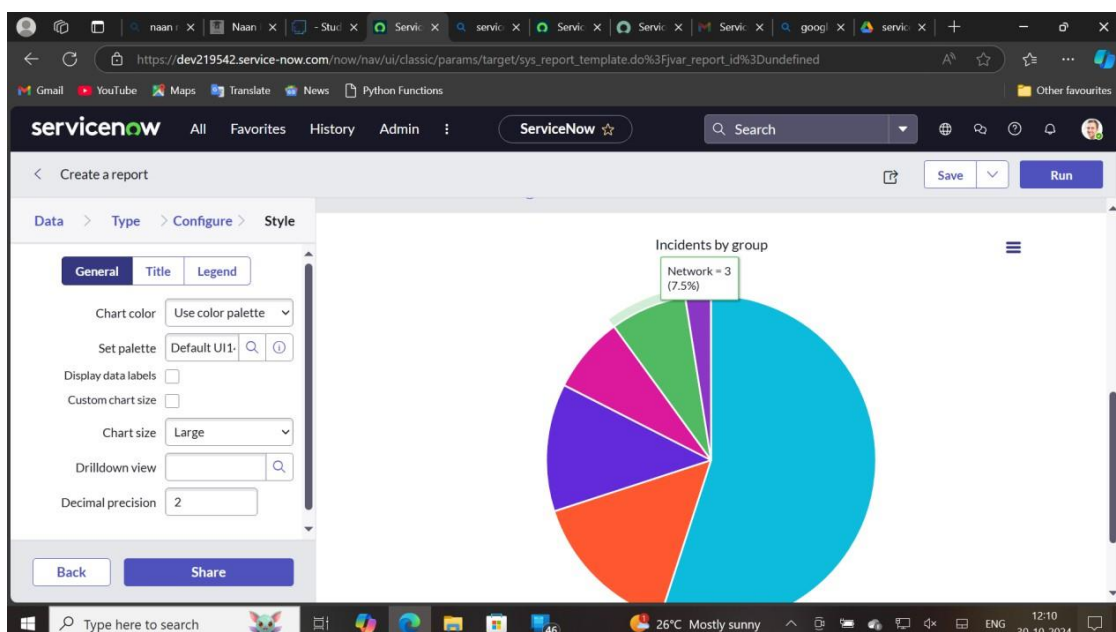 naan r
Naan
- Stud
Servic
servic
Servic
Servic
Servic
googl
servic
https://dev219542.service-now.com/now/nav/ui/classic/params/target/sys_report_template.do%3Fjvar_report_id%3Dundefined
Gmail YouTube Maps Translate News Python Functions Other favourites
servicenow All Favorites History Admin ServiceNow Search
Create a report Save Run
Data > Type > Configure > Style
General Title Legend
Chart color Use color palette
Set palette Default UI1
Display data labels
Custom chart size
Chart size Large
Drilldown view
Decimal precision 2
Back Share
Incidents by group
Network = 3
(7.5%)
Type here to search
46
26°C Mostly sunny
ENG
12:10